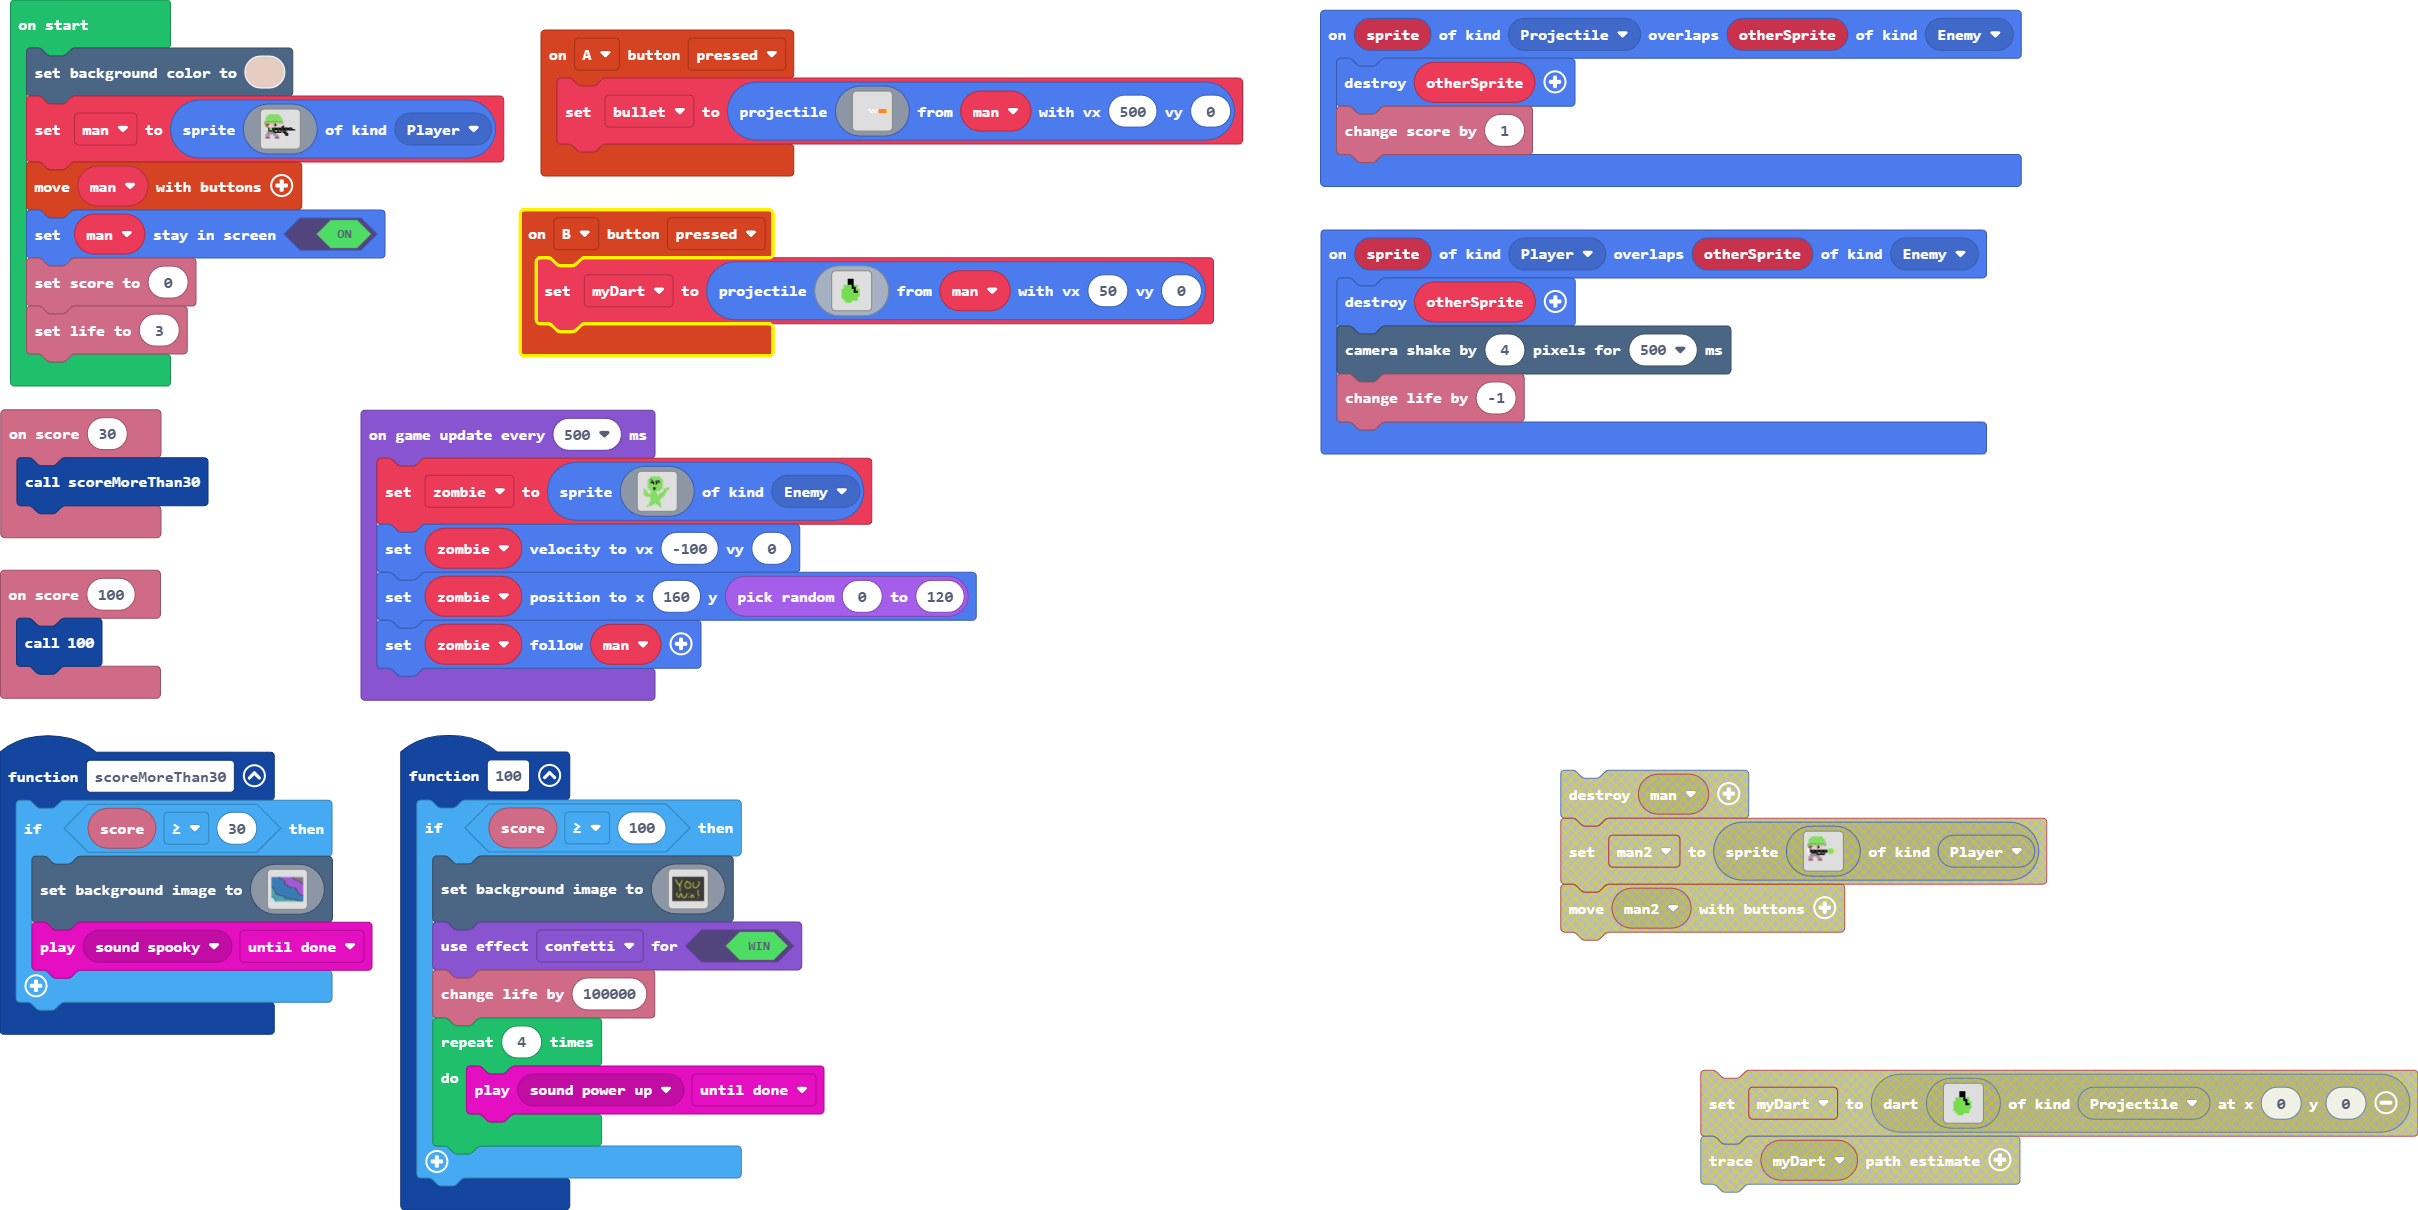 on start
set background color to
set man to sprite of kind Player
move man with buttons
set man stay in screen ON
set score to 0
set life to 3
on A button pressed
set bullet to projectile from man with vx 500 vy 0
on B button pressed
set myDart to projectile from man with vx 50 vy 0
on sprite of kind Projectile overlaps otherSprite of kind Enemy
destroy otherSprite
change score by 1
on sprite of kind Player overlaps otherSprite of kind Enemy
destroy otherSprite
camera shake by 4 pixels for 500 ms
change life by -1
on score 30
call scoreMoreThan30
on score 100
call 100
on game update every 500 ms
set zombie to sprite of kind Enemy
set zombie velocity to vx -100 vy 0
set zombie position to x 160 y pick random 0 to 120
set zombie follow man
function scoreMoreThan30
if score ≥ 30 then
set background image to
play sound spooky until done
function 100
if score ≥ 100 then
set background image to YOU
use effect confetti for WIN
change life by 100000
repeat 4 times
do play sound power up until done
destroy man
set man2 to sprite of kind Player
move man2 with buttons
set myDart to dart of kind Projectile at x 0 y 0
trace myDart path estimate